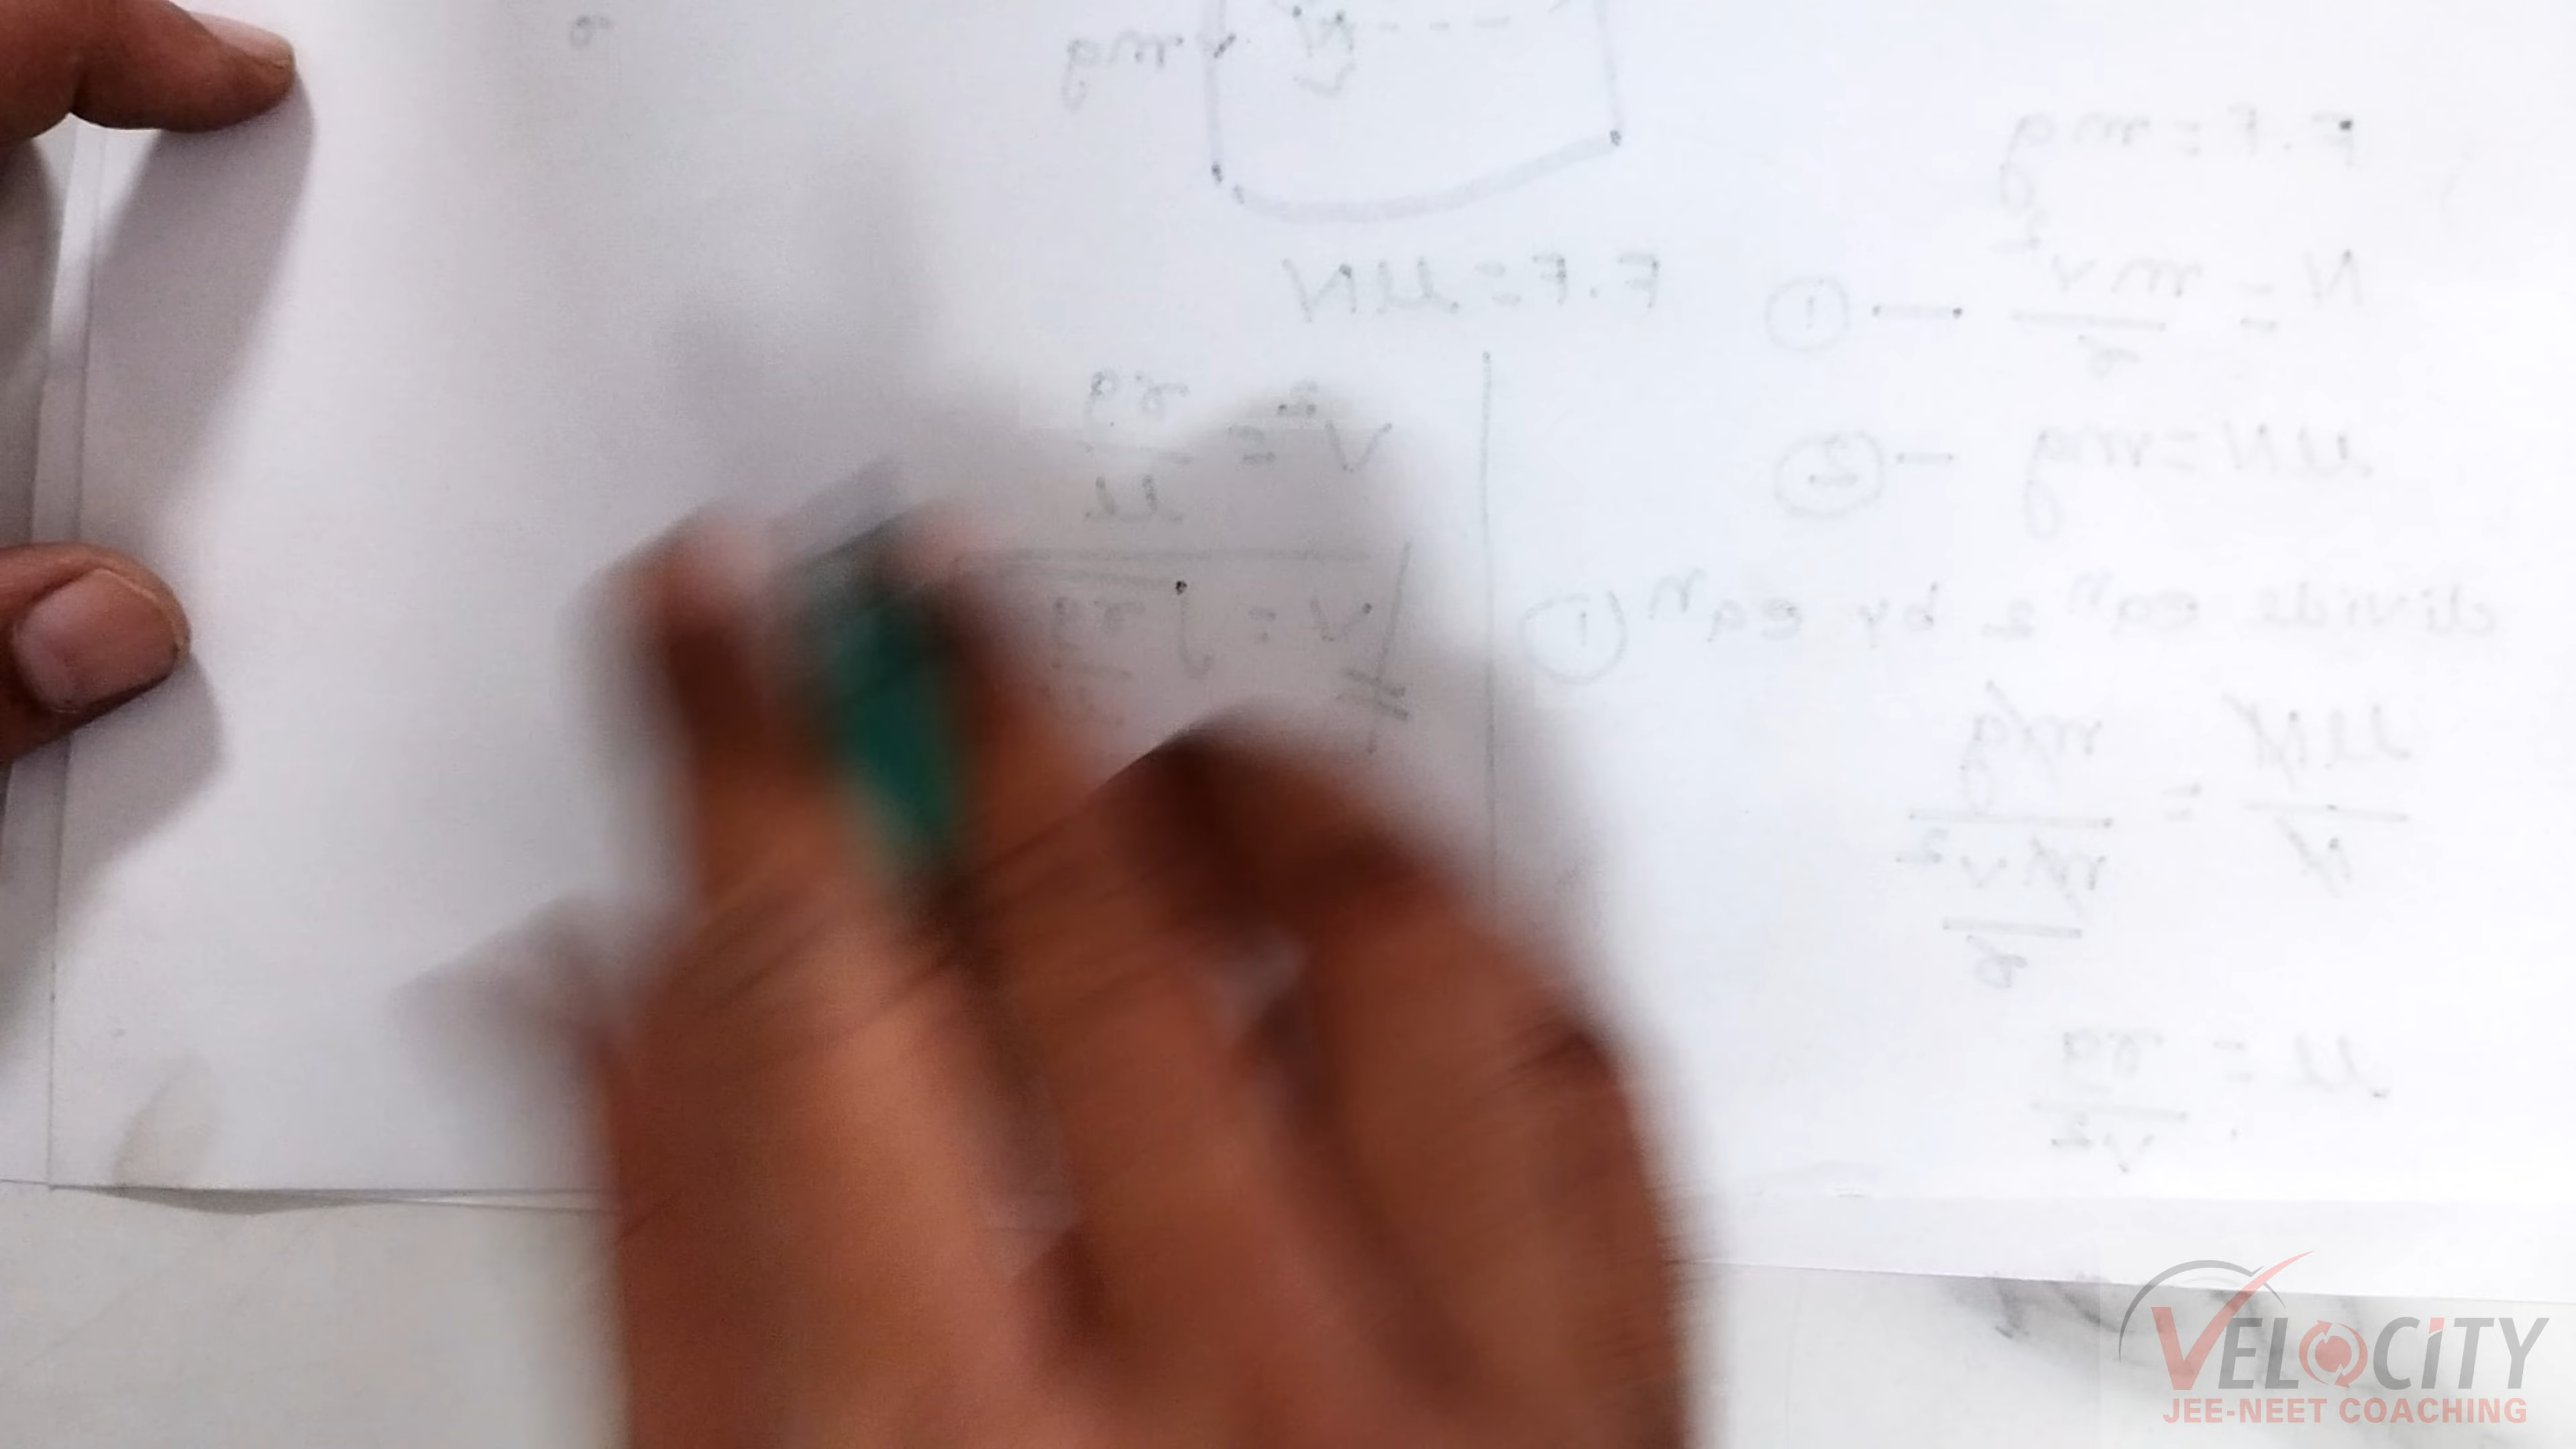 mg
F.F = mg
F.F = μN
N = mv²/r — ①
μN = mg — ②
divide eqⁿ 2 by eqⁿ ①
μN/N = mg/(mv²/r)
μ = rg/v²
v² = rg/μ
v = √(rg/μ)
VELOCITY
JEE-NEET COACHING